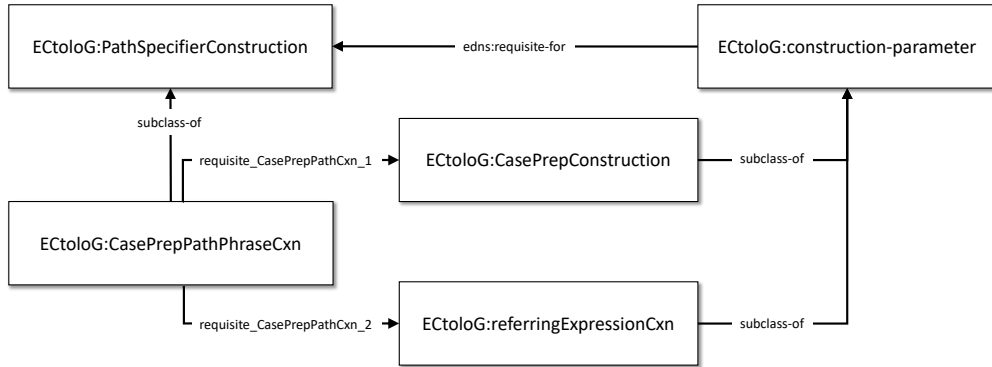 ECtoloG:PathSpecifierConstruction
edns:requisite-for
ECtoloG:construction-parameter
subclass-of
requisite_CasePrepPathCxn_1
ECtoloG:CasePrepConstruction
subclass-of
ECtoloG:CasePrepPathPhraseCxn
requisite_CasePrepPathCxn_2
ECtoloG:referringExpressionCxn
subclass-of